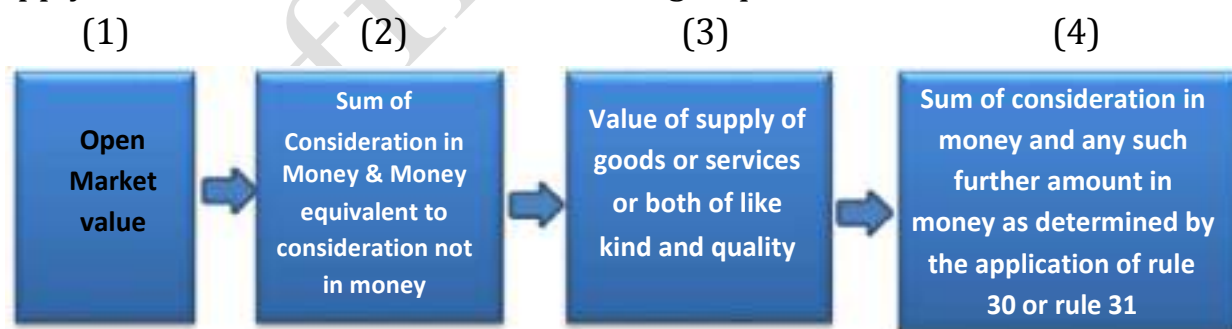 (1)
(2)
(3)
(4)
Open
Market
value
Sum of
Consideration in
Money & Money
equivalent to
consideration not
in money
Value of supply of
goods or services
or both of like
kind and quality
Sum of consideration in
money and any such
further amount in
money as determined by
the application of rule
30 or rule 31